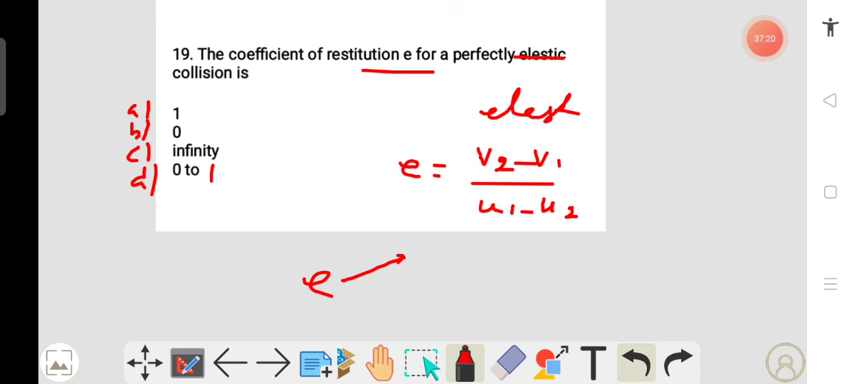 37:20
19. The coefficient of restitution e for a perfectly elestic
collision is
a) 1
b) 0
c) infinity
d) 0 to 1
elast
e = v2 - v1
u1 - u2
e
T